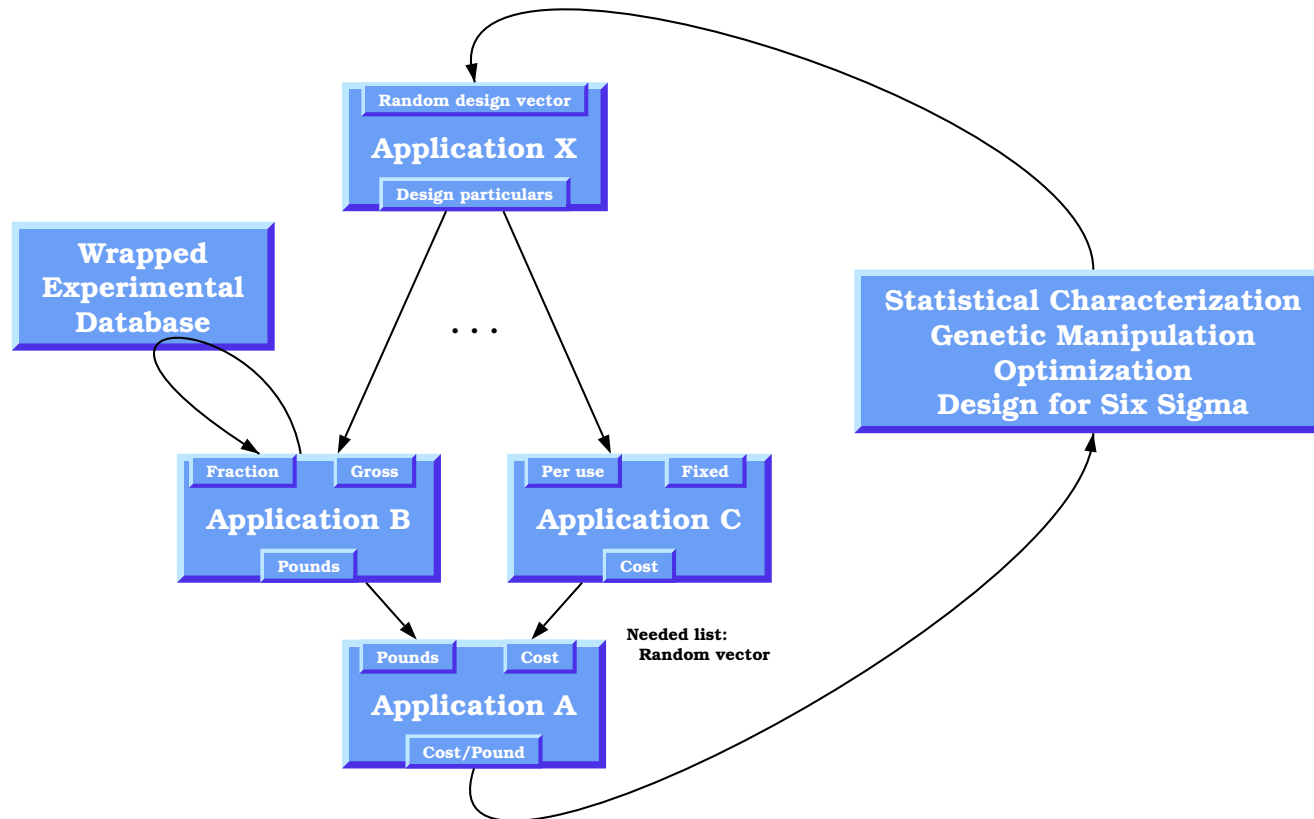 Random design vector
Application X
Design particulars
Wrapped
Experimental
Database
...
Statistical Characterization
Genetic Manipulation
Optimization
Design for Six Sigma
Fraction
Gross
Application B
Pounds
Per use
Fixed
Application C
Cost
Needed list:
Random vector
Pounds
Cost
Application A
Cost/Pound